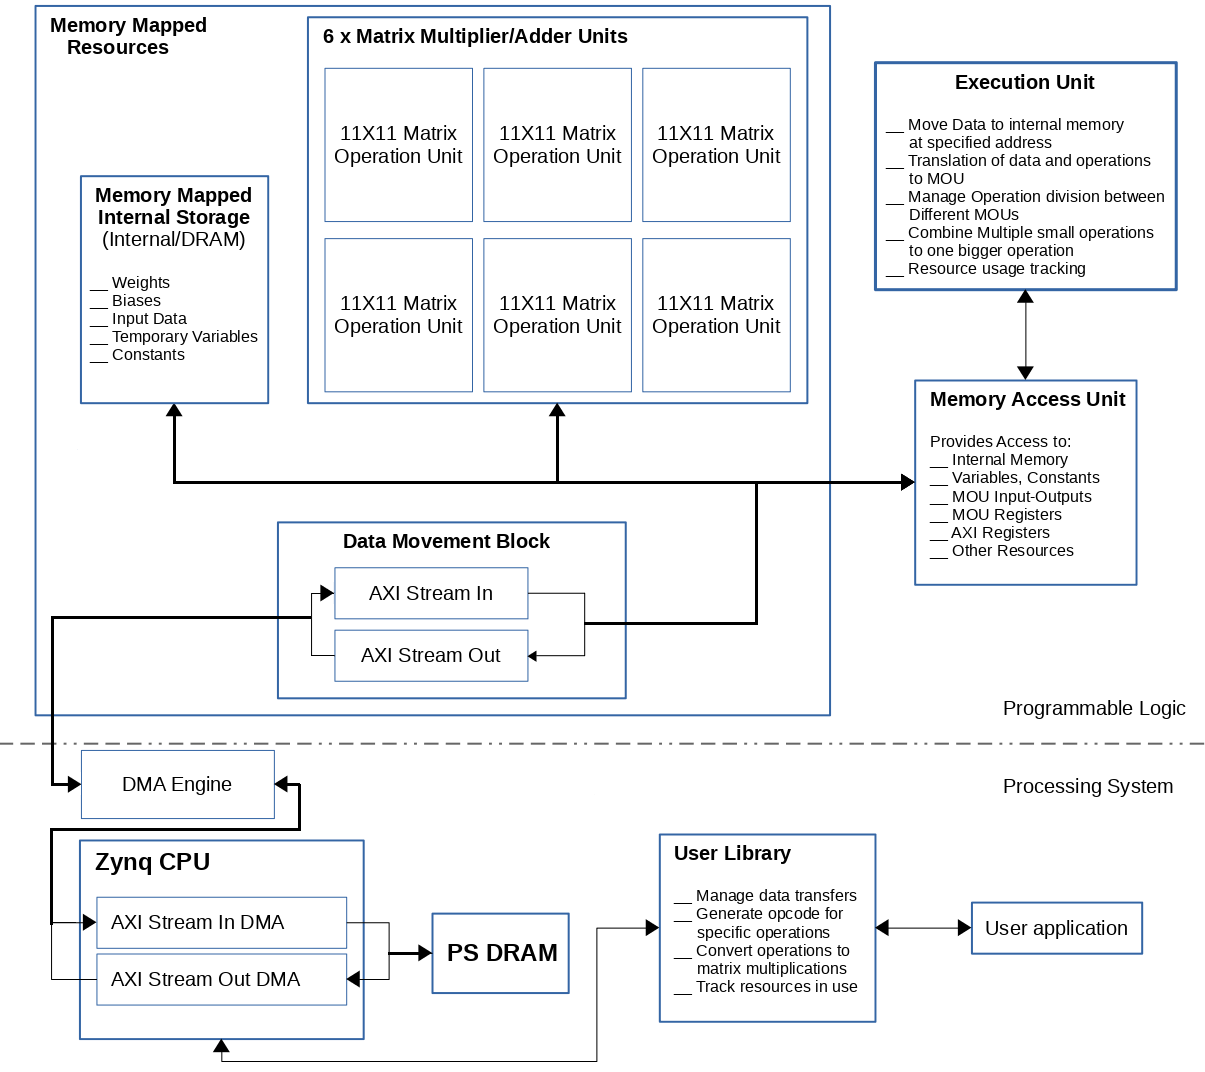 Memory Mapped
Resources
6 x Matrix Multiplier/Adder Units
11X11 Matrix
Operation Unit
11X11 Matrix
Operation Unit
11X11 Matrix
Operation Unit
11X11 Matrix
Operation Unit
11X11 Matrix
Operation Unit
11X11 Matrix
Operation Unit
Memory Mapped
Internal Storage
(Internal/DRAM)
__ Weights
__ Biases
__ Input Data
__ Temporary Variables
__ Constants
Execution Unit
__ Move Data to internal memory
at specified address
__ Translation of data and operations
to MOU
__ Manage Operation division between
Different MOUs
__ Combine Multiple small operations
to one bigger operation
__ Resource usage tracking
Memory Access Unit
Provides Access to:
__ Internal Memory
__ Variables, Constants
__ MOU Input-Outputs
__ MOU Registers
__ AXI Registers
__ Other Resources
Data Movement Block
AXI Stream In
AXI Stream Out
Programmable Logic
Processing System
DMA Engine
Zynq CPU
AXI Stream In DMA
AXI Stream Out DMA
PS DRAM
User Library
__ Manage data transfers
__ Generate opcode for
specific operations
__ Convert operations to
matrix multiplications
__ Track resources in use
User application